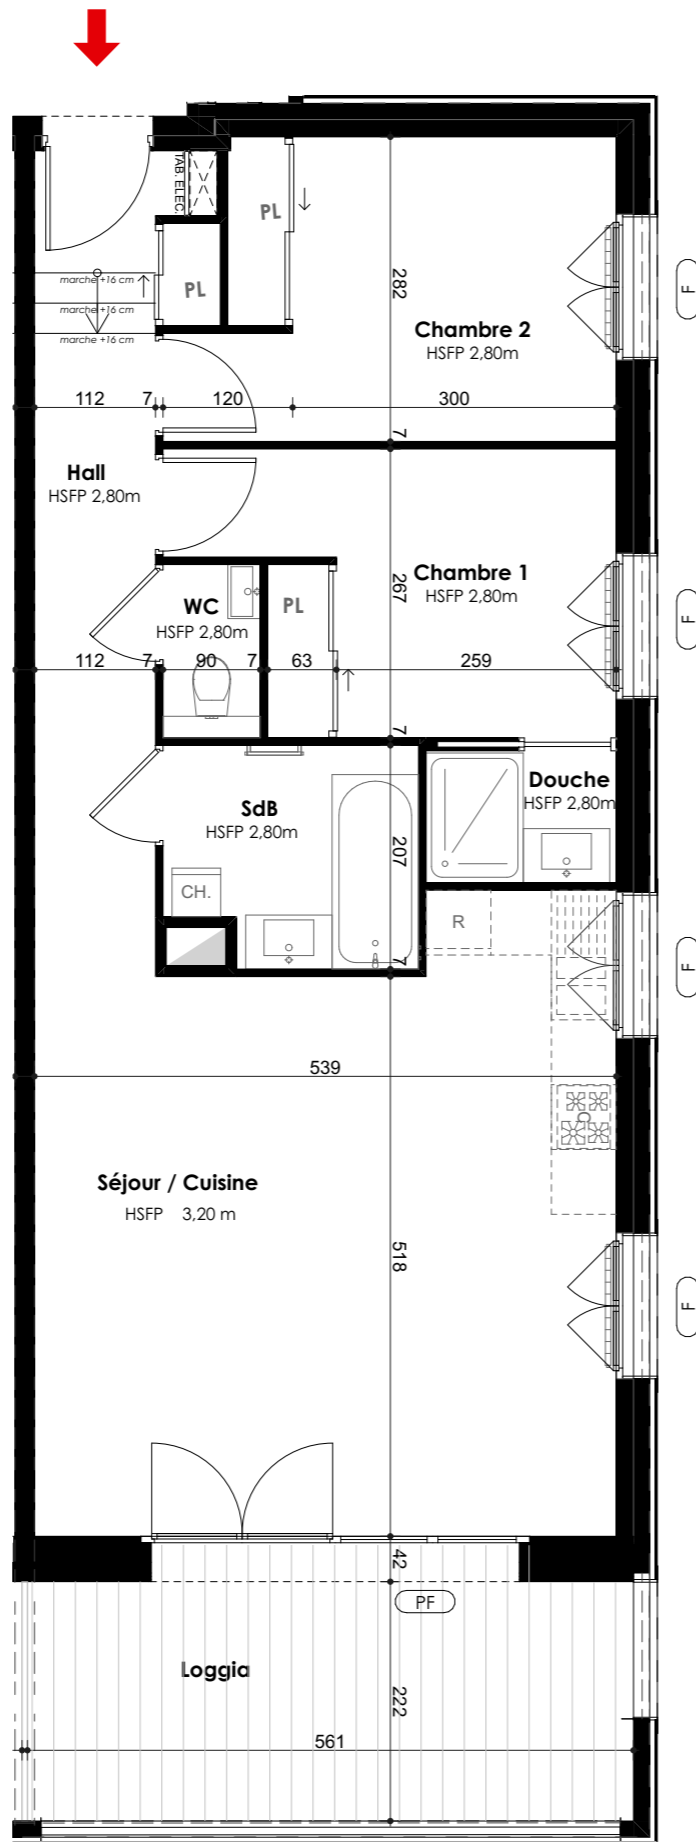 TAB. ELEC.
PL
PL
marche +16 cm
marche +16 cm
marche +16 cm
282
Chambre 2
HSFP 2,80m
F
112
7
120
300
7
Hall
HSFP 2,80m
Chambre 1
HSFP 2,80m
267
F
WC
HSFP 2,80m
PL
112
7
90
7
63
259
7
Douche
HSFP 2,80m
SdB
HSFP 2,80m
207
CH.
R
7
F
539
C
Séjour / Cuisine
HSFP 3,20 m
518
F
42
PF
Loggia
222
561